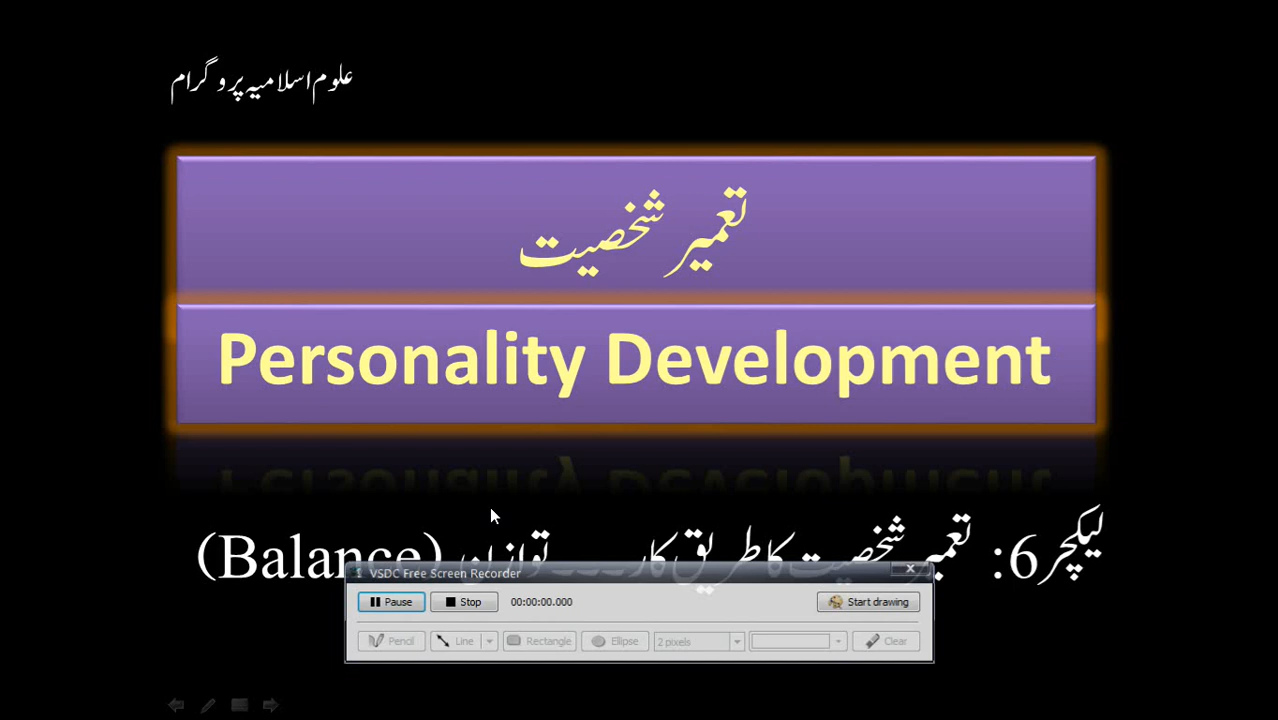 علوم اسلامیہ پروگرام
تعمیر شخصیت
Personality Development
لیکچر 6: تعمیر شخصیت کا طریق کار۔۔۔توازن (Balance)
VSDC Free Screen Recorder
Pause Stop 00:00:00.000 Start drawing
Pencil Line Rectangle Ellipse 2 pixels Clear